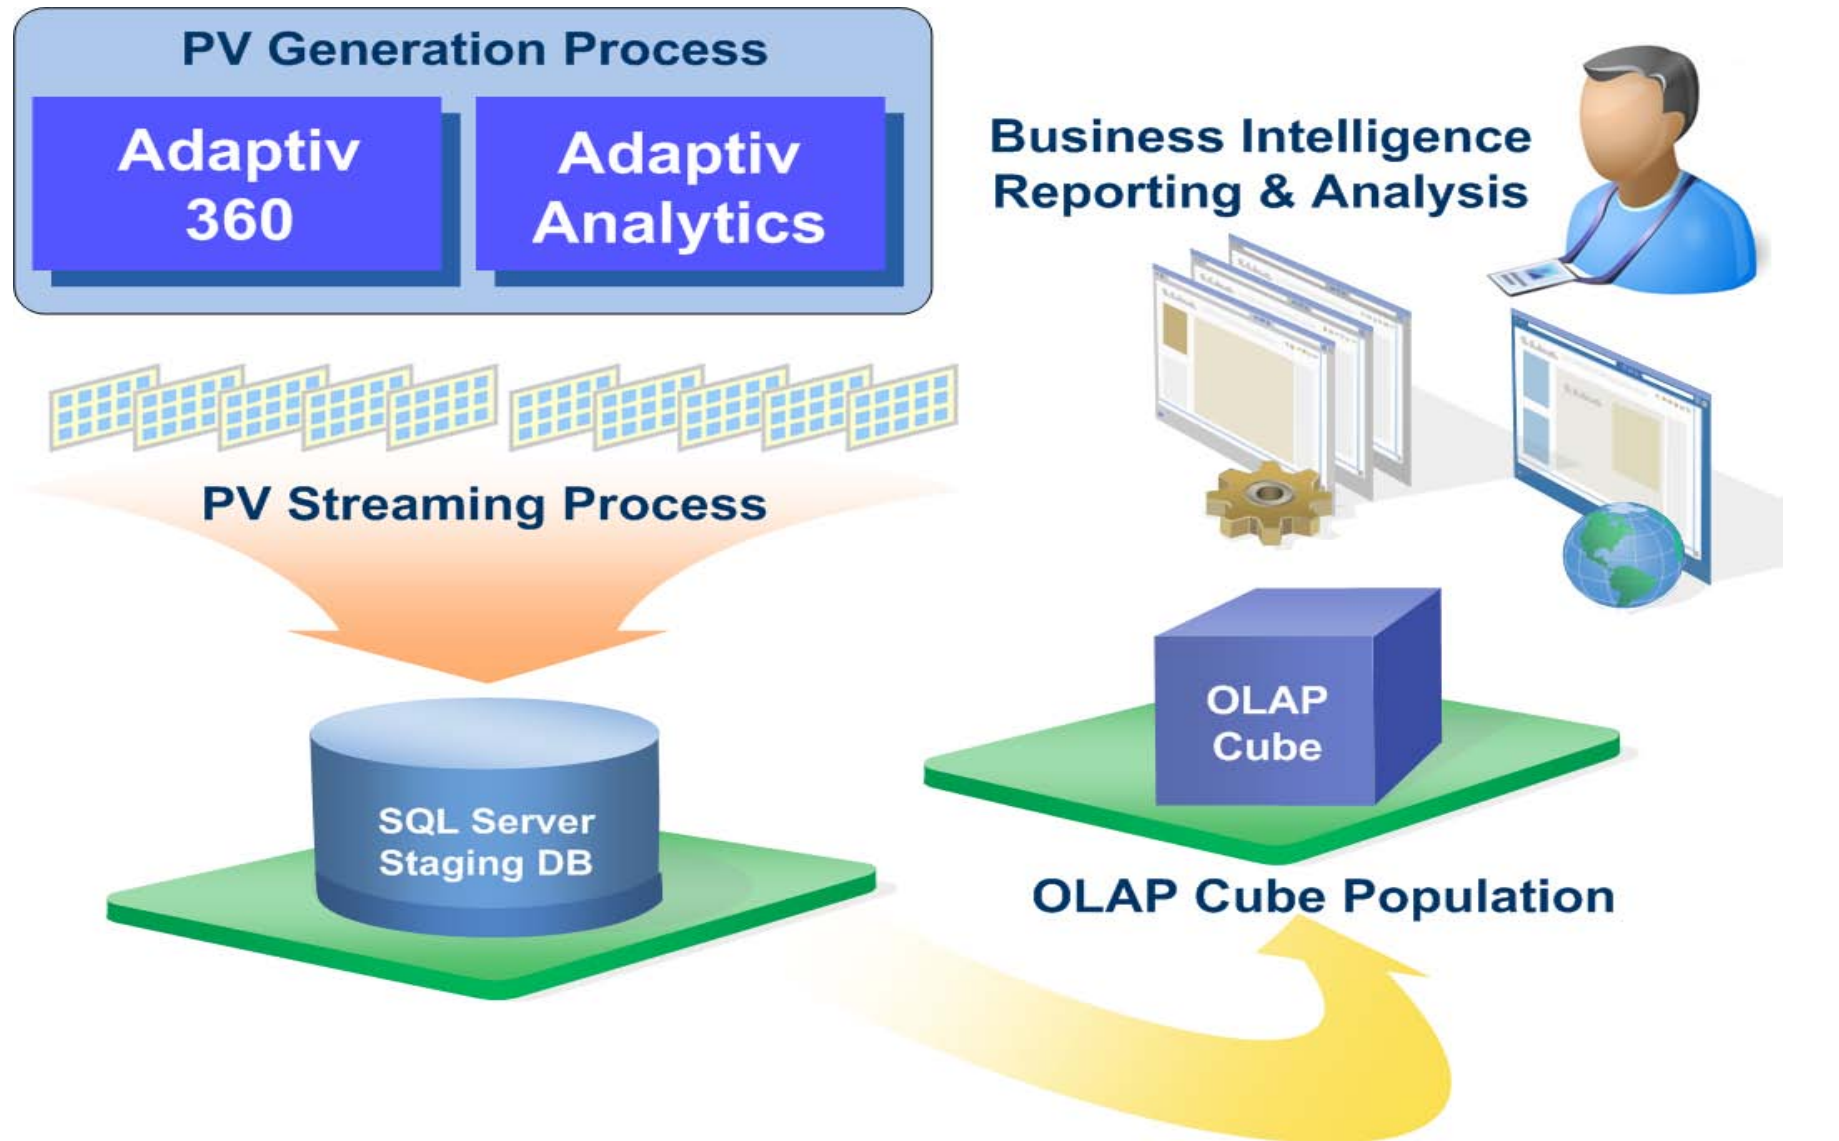 PV Generation Process
Adaptiv
360
Adaptiv
Analytics
PV Streaming Process
SQL Server
Staging DB
Business Intelligence
Reporting & Analysis
OLAP
Cube
OLAP Cube Population